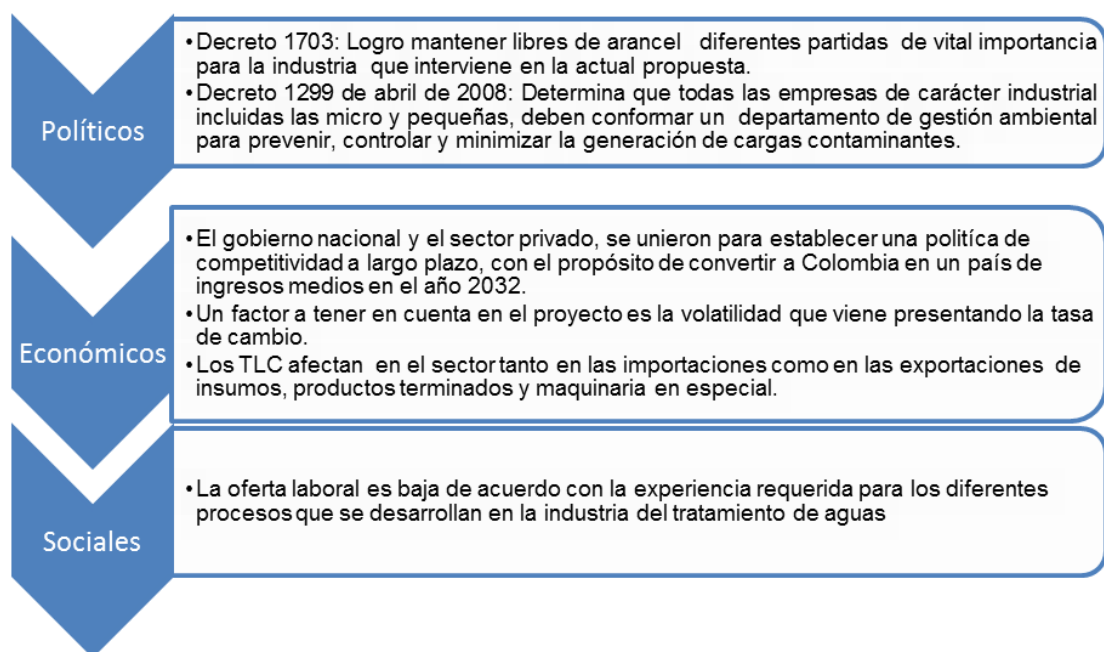 Políticos
•Decreto 1703: Logro mantener libres de arancel diferentes partidas de vital importancia
para la industria que interviene en la actual propuesta.
•Decreto 1299 de abril de 2008: Determina que todas las empresas de carácter industrial
incluidas las micro y pequeñas, deben conformar un departamento de gestión ambiental
para prevenir, controlar y minimizar la generación de cargas contaminantes.
Económicos
•El gobierno nacional y el sector privado, se unieron para establecer una politíca de
competitividad a largo plazo, con el propósito de convertir a Colombia en un país de
ingresos medios en el año 2032.
•Un factor a tener en cuenta en el proyecto es la volatilidad que viene presentando la tasa
de cambio.
•Los TLC afectan en el sector tanto en las importaciones como en las exportaciones de
insumos, productos terminados y maquinaria en especial.
Sociales
•La oferta laboral es baja de acuerdo con la experiencia requerida para los diferentes
procesos que se desarrollan en la industria del tratamiento de aguas